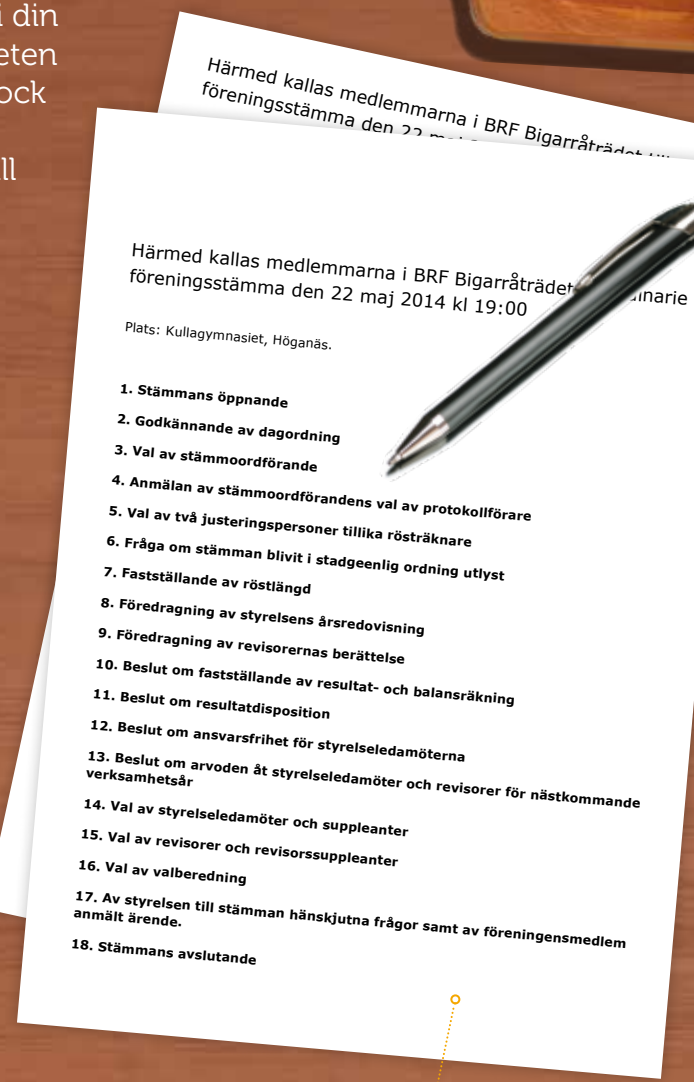 i din
eten
ock
ll
Härmed kallas medlemmarna i BRF Bigarråträdet
föreningsstämma den 22
Härmed kallas medlemmarna i BRF Bigarråträdet
föreningsstämma den 22 maj 2014 kl 19:00
Plats: Kullagymnasiet, Höganäs.
1. Stämmans öppnande
2. Godkännande av dagordning
3. Val av stämmoordförande
4. Anmälan av stämmoordförandens val av protokollförare
5. Val av två justeringspersoner tillika rösträknare
6. Fråga om stämman blivit i stadgeenlig ordning utlyst
7. Fastställande av röstlängd
8. Föredragning av styrelsens årsredovisning
9. Föredragning av revisorernas berättelse
10. Beslut om fastställande av resultat- och balansräkning
11. Beslut om resultatdisposition
12. Beslut om ansvarsfrihet för styrelseledamöterna
13. Beslut om arvoden åt styrelseledamöter och revisorer för nästkommande
verksamhetsår
14. Val av styrelseledamöter och suppleanter
15. Val av revisorer och revisorssuppleanter
16. Val av valberedning
17. Av styrelsen till stämman hänskjutna frågor samt av föreningensmedlem
anmält ärende.
18. Stämmans avslutande